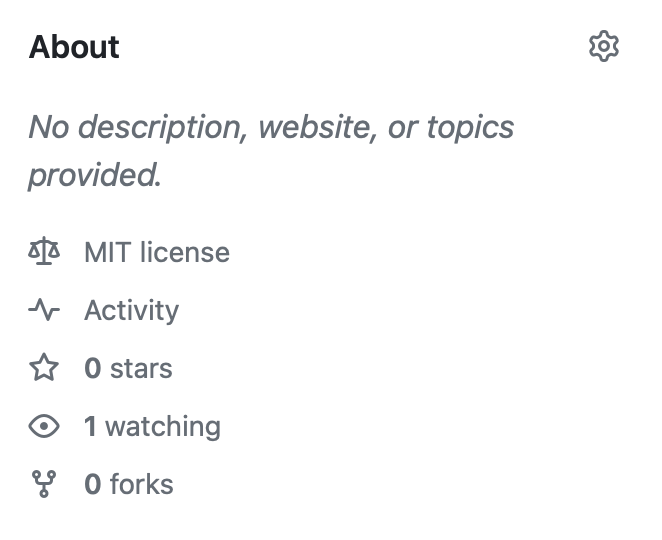 About
No description, website, or topics
provided.
MIT license
Activity
0 stars
1 watching
0 forks